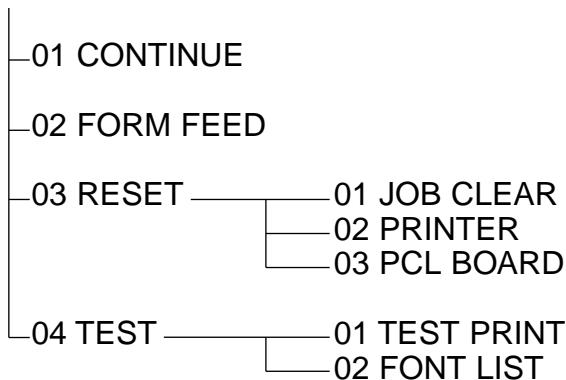 01 CONTINUE
02 FORM FEED
03 RESET 01 JOB CLEAR
02 PRINTER
03 PCL BOARD
04 TEST 01 TEST PRINT
02 FONT LIST